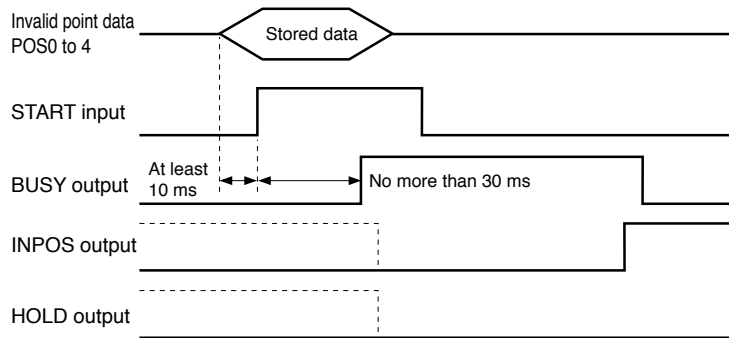 Invalid point data
POS0 to 4
Stored data
START input
At least
10 ms
BUSY output
No more than 30 ms
INPOS output
HOLD output